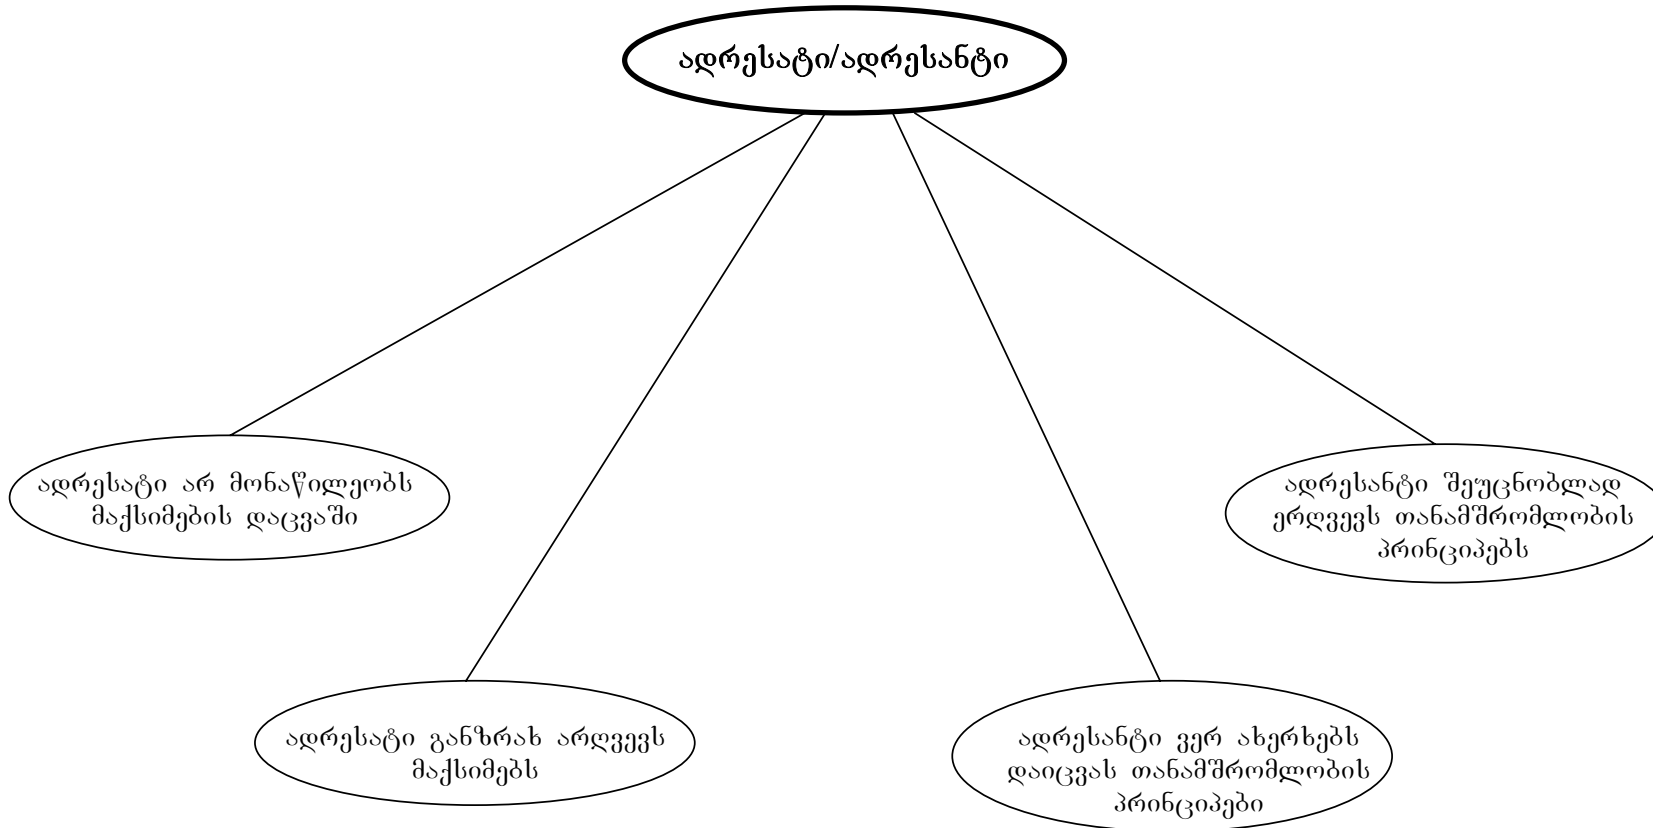 ადრესატი/ადრესანტი
ადრესატი არ მონაწილეობს
მაქსიმების დაცვაში
ადრესანტი შეუცნობლად
ერღვევს თანამშრომლობის
პრინციპებს
ადრესატი განზრახ არღვევს
მაქსიმებს
ადრესანტი ვერ ახერხებს
დაიცვას თანამშრომლობის
პრინციპები